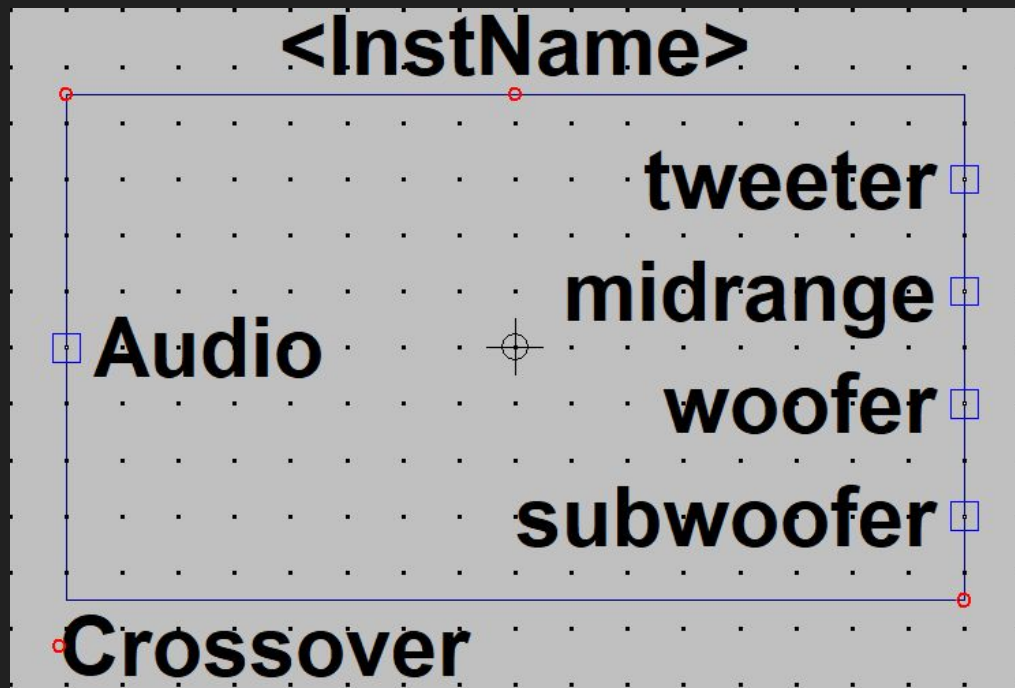 <InstName>
tweeter
midrange
Audio
woofer
subwoofer
Crossover